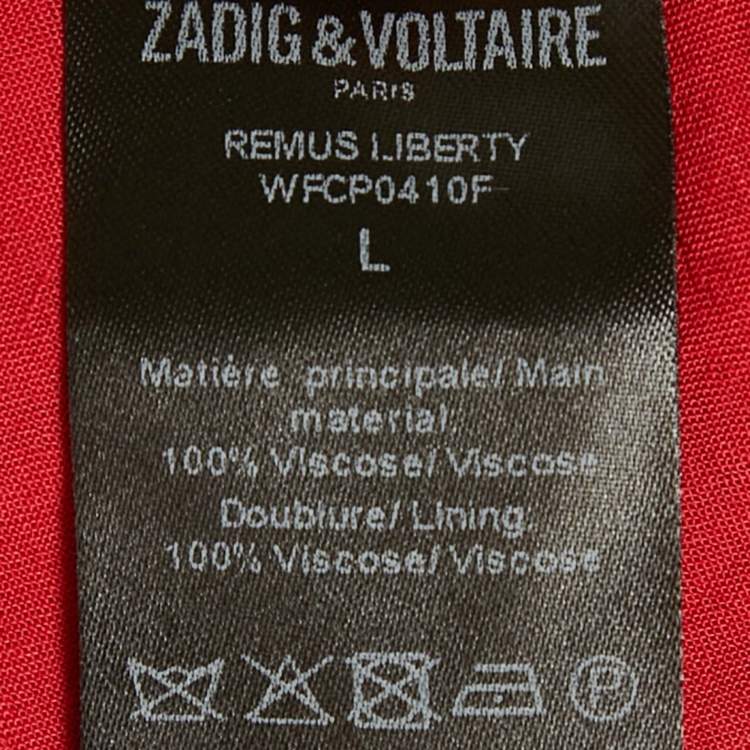 ZADIG & VOLTAIRE
PARIS
REMUS LIBERTY
WFCP0410F
L
Matière principale/ Main
material
100% Viscose/ Viscose
Doublure/ Lining
100% Viscose/ Viscose
P